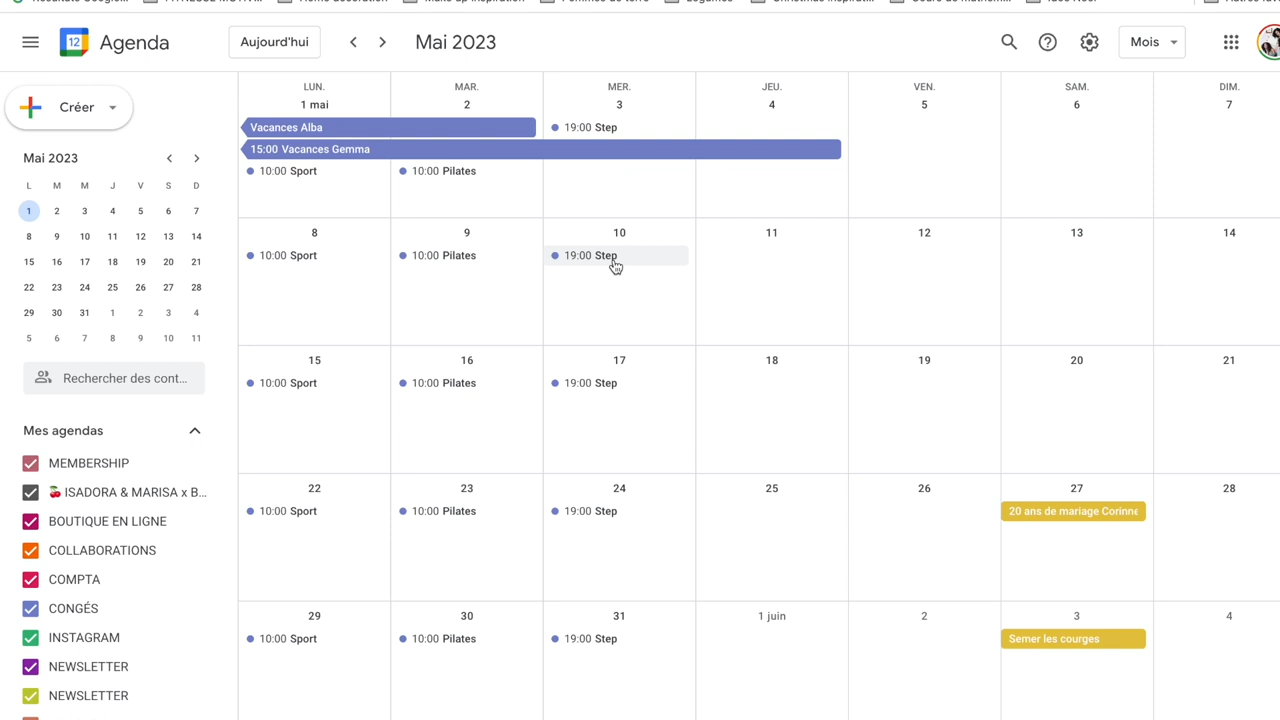 12
Agenda
Aujourd'hui
Mai 2023
Mois
Créer
Mai 2023
L M M J V S D
1 2 3 4 5 6 7
8 9 10 11 12 13 14
15 16 17 18 19 20 21
22 23 24 25 26 27 28
29 30 31 1 2 3 4
5 6 7 8 9 10 11
Rechercher des cont...
Mes agendas
MEMBERSHIP
ISADORA & MARISA x B...
BOUTIQUE EN LIGNE
COLLABORATIONS
COMPTA
CONGÉS
INSTAGRAM
NEWSLETTER
NEWSLETTER
LUN. MAR. MER. JEU. VEN. SAM. DIM.
1 mai 2 3 4 5 6 7
Vacances Alba 19:00 Step
15:00 Vacances Gemma
10:00 Sport 10:00 Pilates
8 9 10 11 12 13 14
10:00 Sport 10:00 Pilates 19:00 Step
15 16 17 18 19 20 21
10:00 Sport 10:00 Pilates 19:00 Step
22 23 24 25 26 27 28
10:00 Sport 10:00 Pilates 19:00 Step 20 ans de mariage Corinne
29 30 31 1 juin 2 3 4
10:00 Sport 10:00 Pilates 19:00 Step Semer les courges